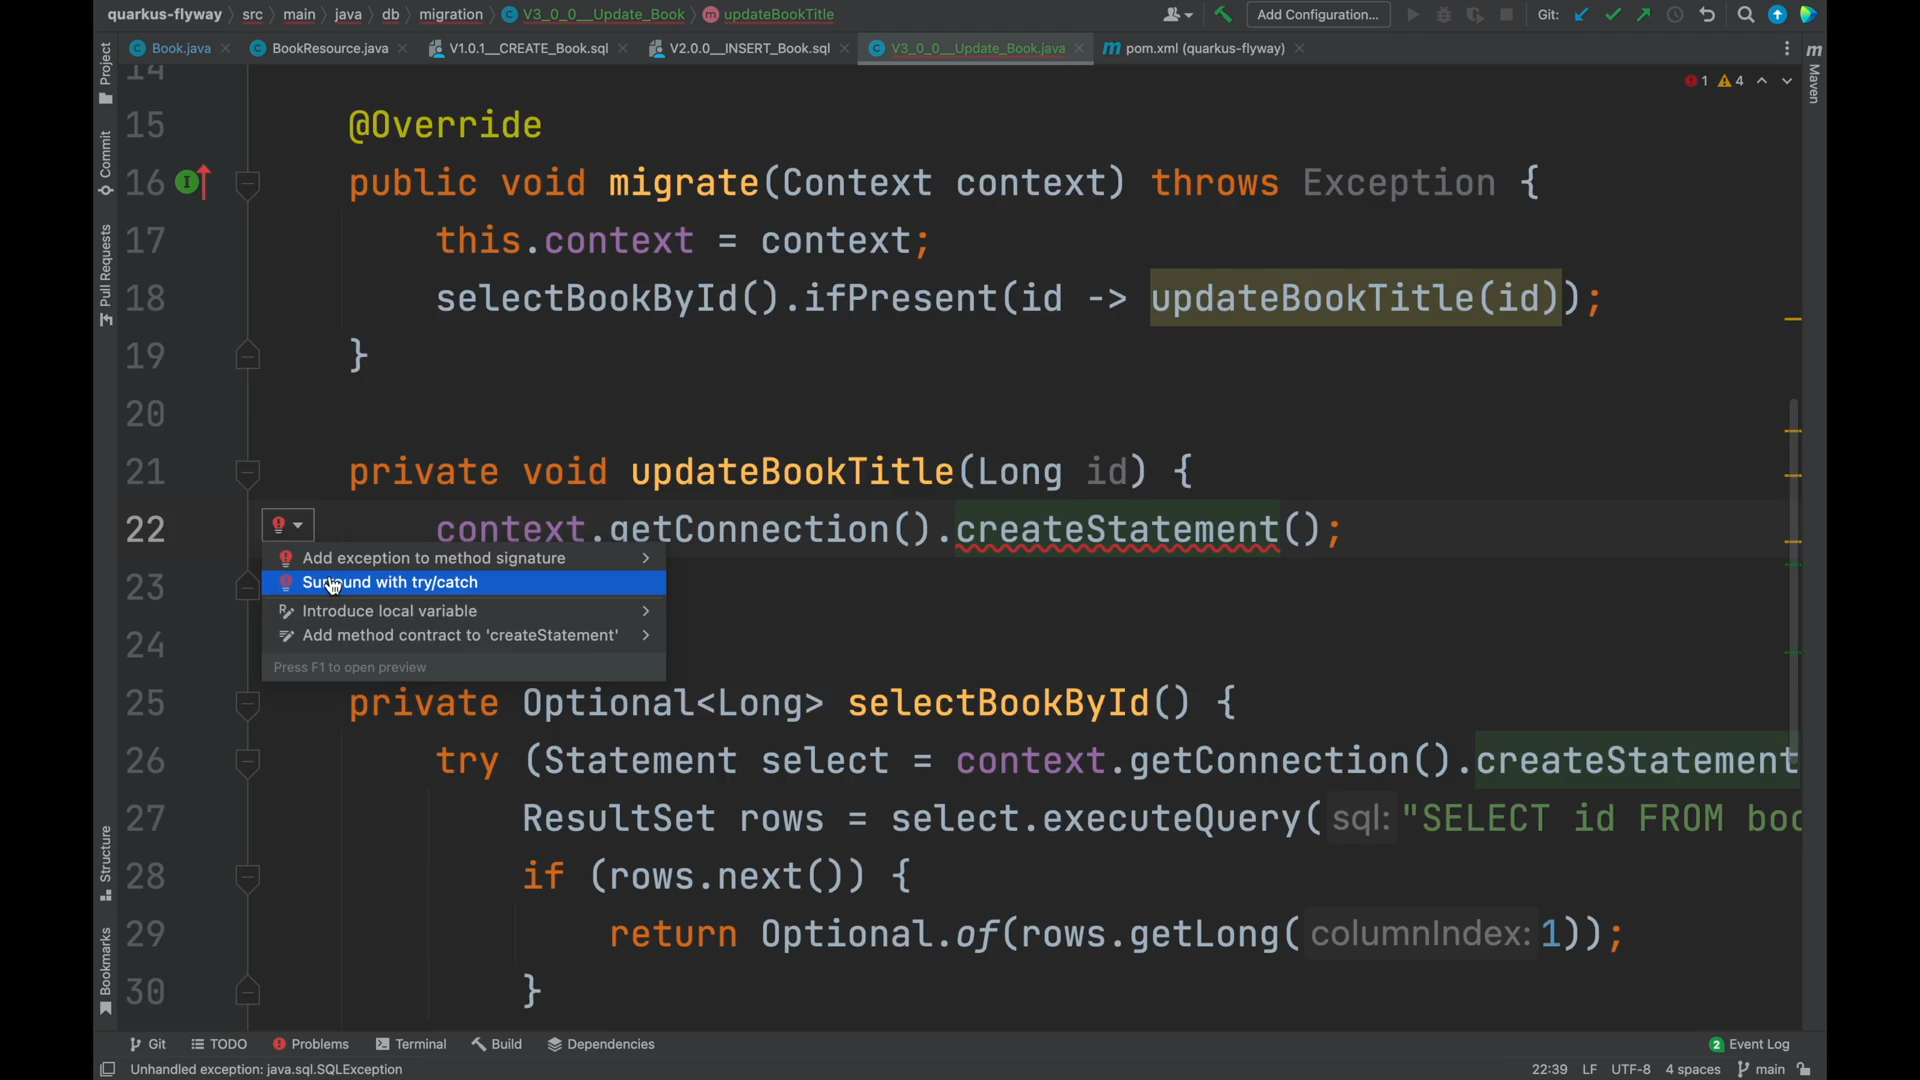 quarkus-flyway src main java db migration V3_0_0__Update_Book updateBookTitle Add Configuration... Git:
Book.java BookResource.java V1.0.1__CREATE_Book.sql V2.0.0__INSERT_Book.sql V3_0_0__Update_Book.java pom.xml (quarkus-flyway)
Project
Commit
Pull Requests
Structure
Bookmarks
Maven
1 4
14
15 @Override
16 public void migrate(Context context) throws Exception {
17 this.context = context;
18 selectBookById().ifPresent(id -> updateBookTitle(id));
19 }
20
21 private void updateBookTitle(Long id) {
22 context.getConnection().createStatement();
Add exception to method signature
23
Surround with try/catch
Introduce local variable
24
Add method contract to 'createStatement'
Press F1 to open preview
25 private Optional<Long> selectBookById() {
26 try (Statement select = context.getConnection().createStatement
27 ResultSet rows = select.executeQuery( sql: "SELECT id FROM boo
28 if (rows.next()) {
29 return Optional.of(rows.getLong( columnIndex: 1));
30 }
Git TODO Problems Terminal Build Dependencies 2 Event Log
Unhandled exception: java.sql.SQLException 22:39 LF UTF-8 4 spaces main